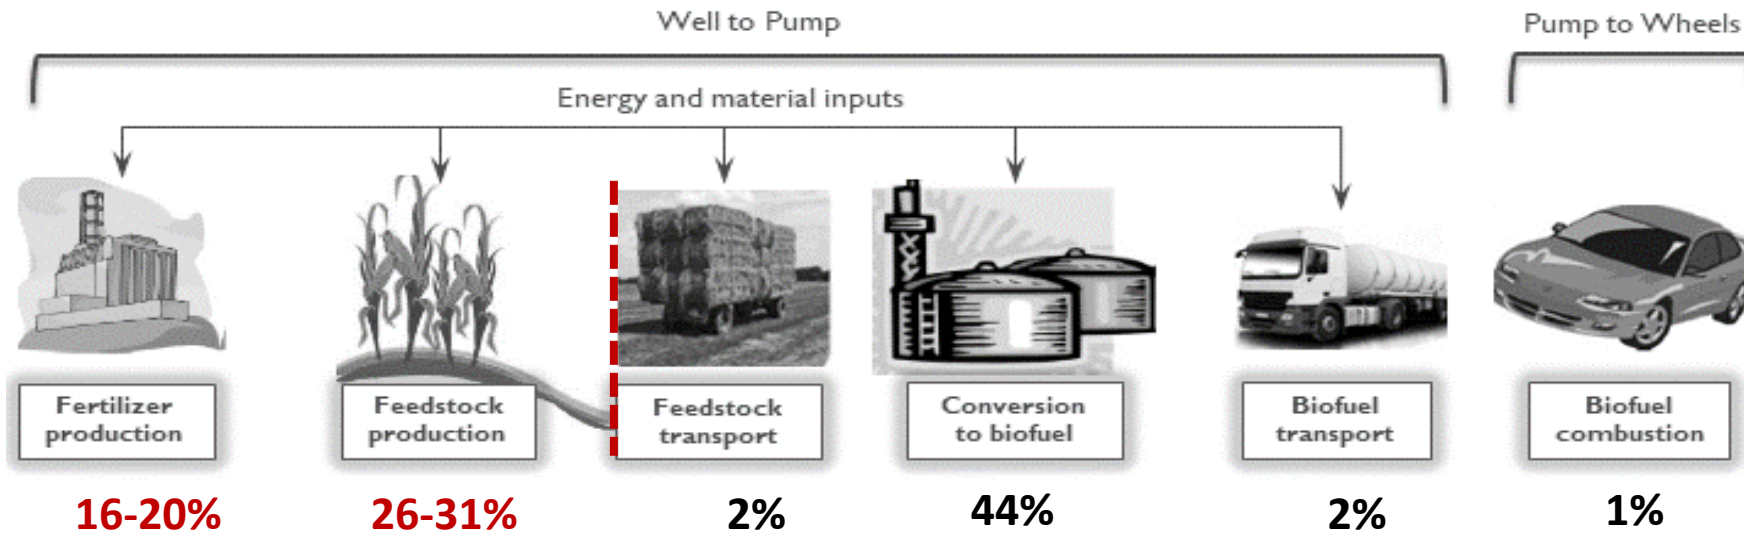 Well to Pump
Pump to Wheels
Energy and material inputs
Fertilizer
production
Feedstock
production
Feedstock
transport
Conversion
to biofuel
Biofuel
transport
Biofuel
combustion
16-20%
26-31%
2%
44%
2%
1%